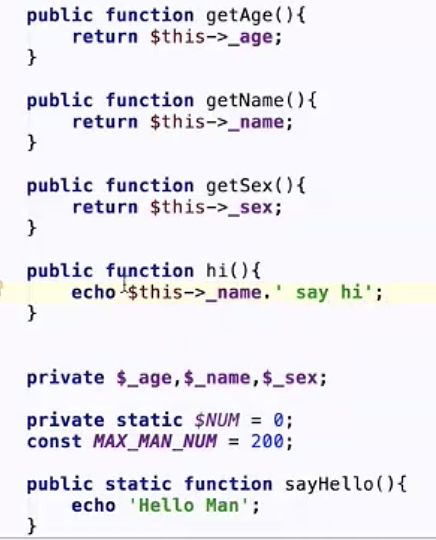 public function getAge(){
    return $this->_age;
}

public function getName(){
    return $this->_name;
}

public function getSex(){
    return $this->_sex;
}

public function hi(){
    echo $this->_name.' say hi';
}

private $_age,$_name,$_sex;

private static $NUM = 0;
const MAX_MAN_NUM = 200;

public static function sayHello(){
    echo 'Hello Man';
}